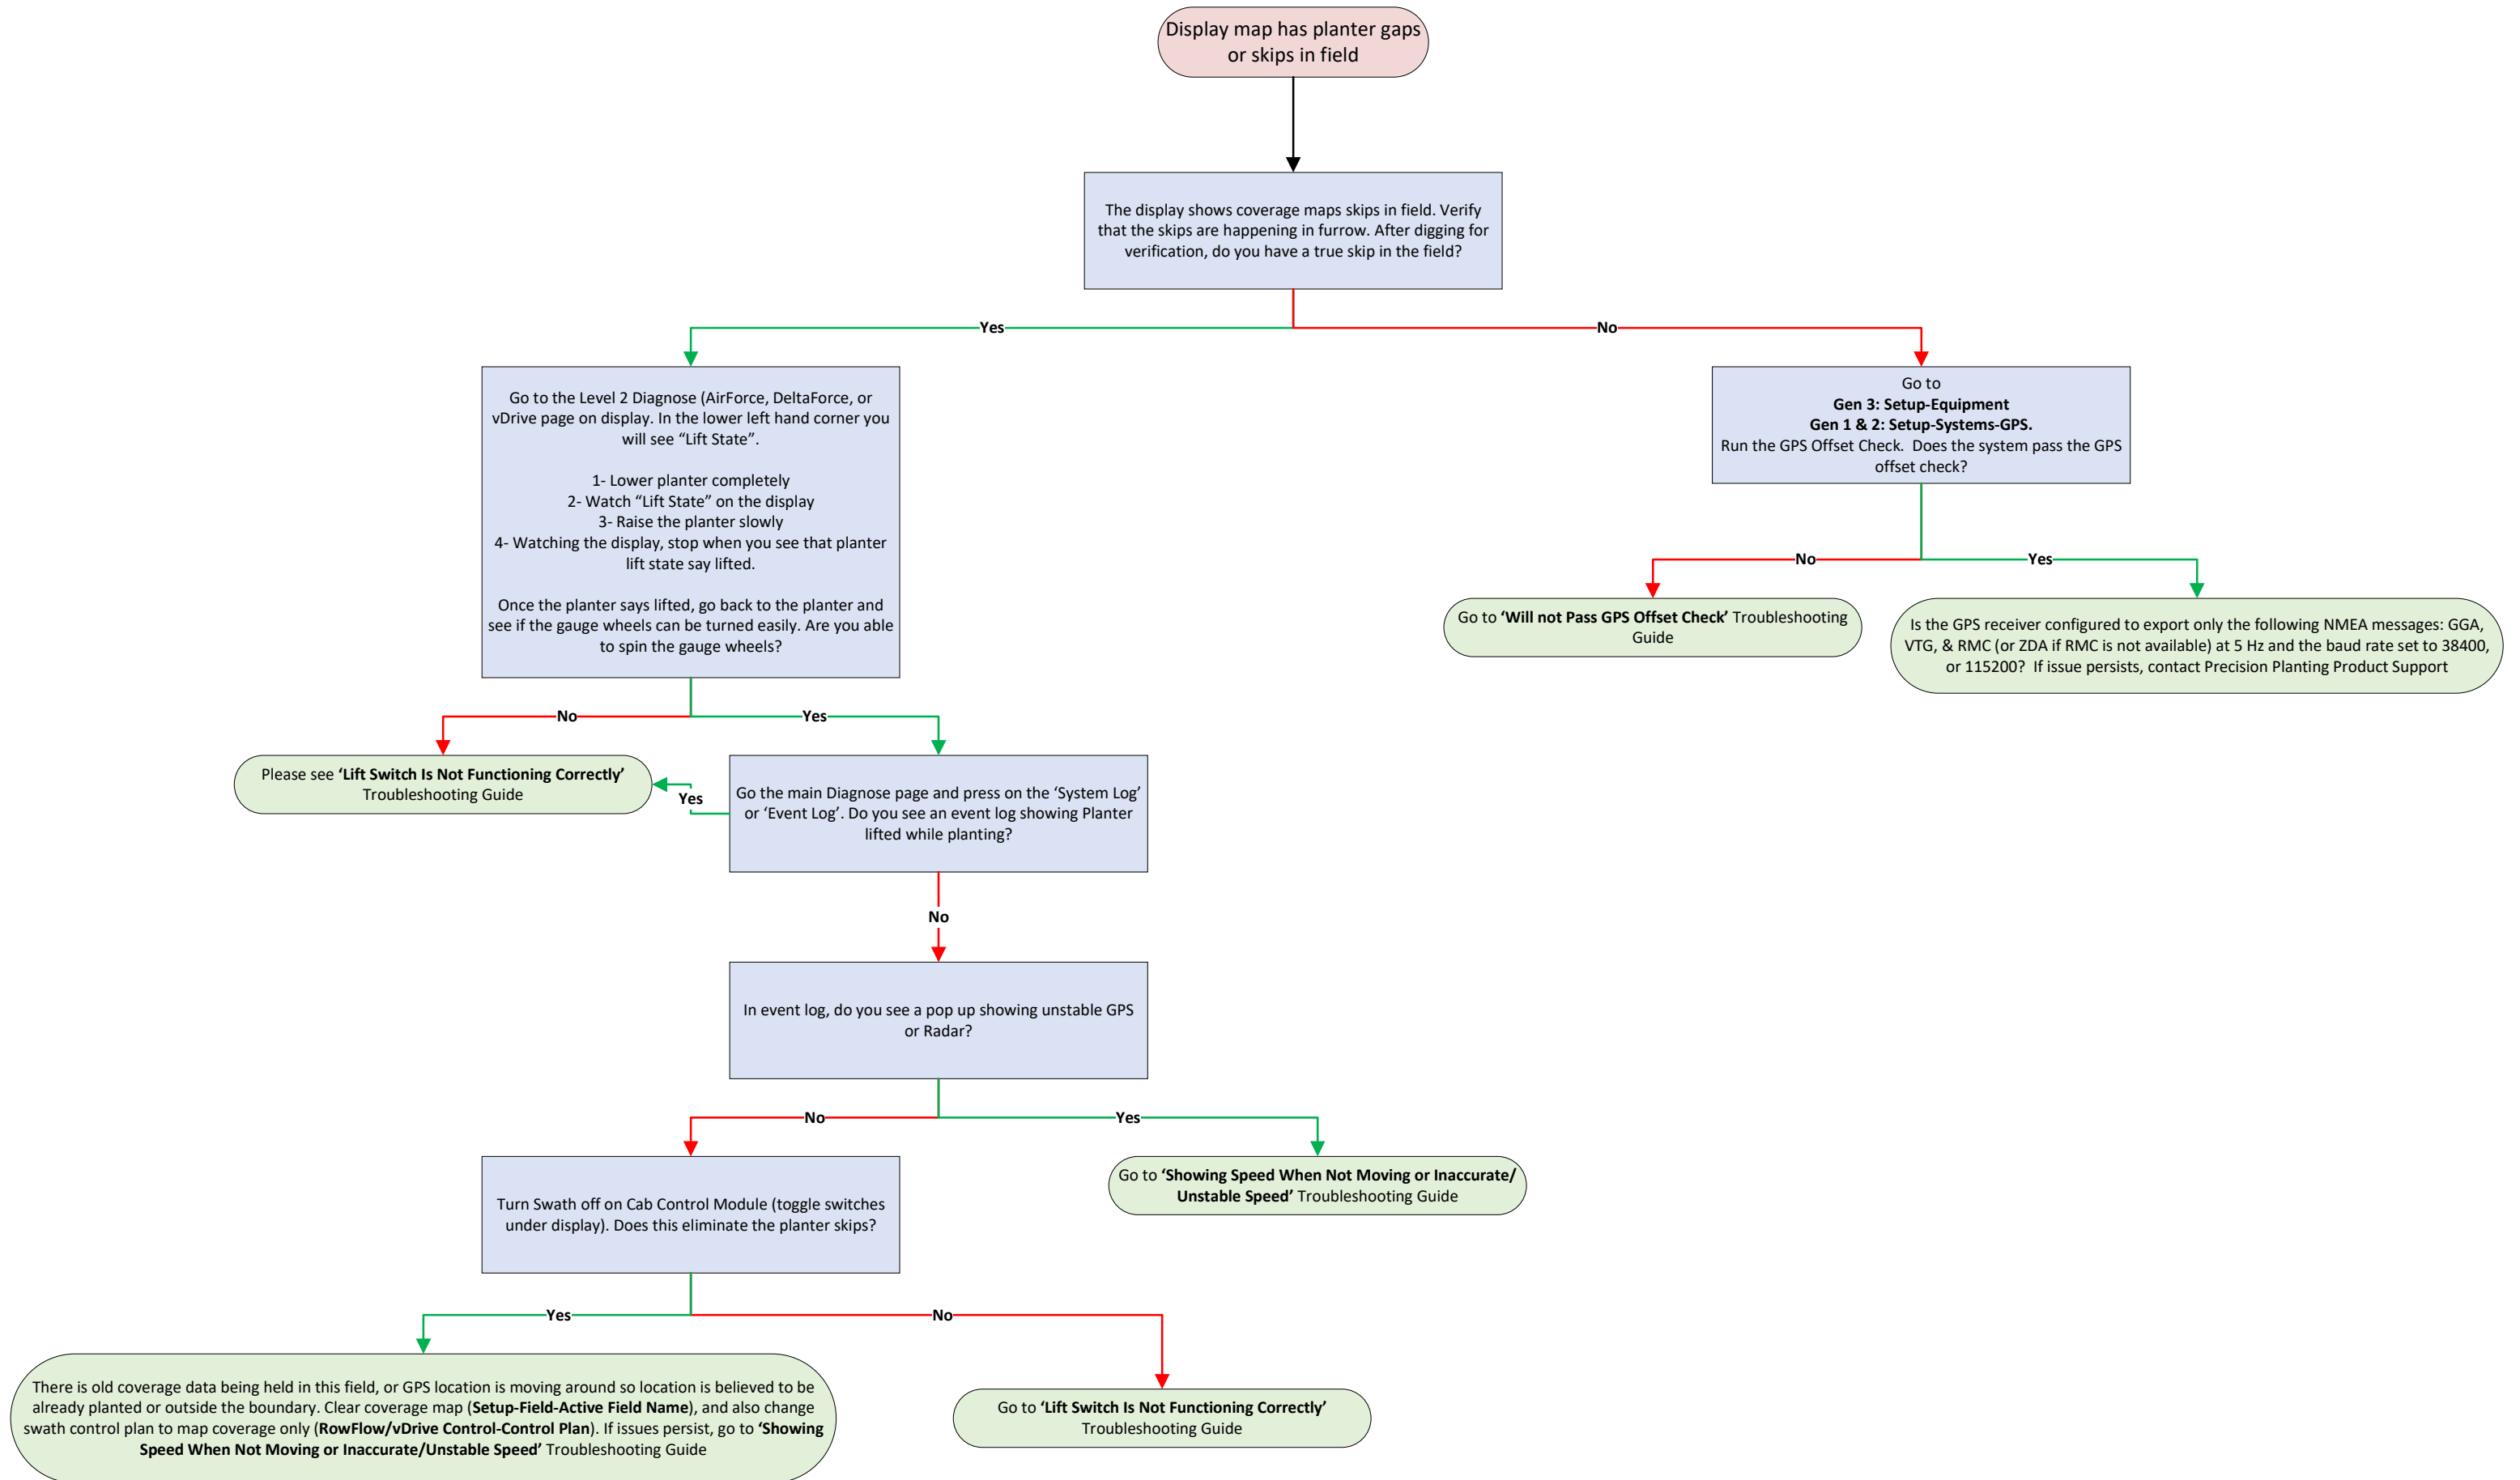 Display map has planter gaps
or skips in field
The display shows coverage maps skips in field. Verify
that the skips are happening in furrow. After digging for
verification, do you have a true skip in the field?
Yes
No
Go to the Level 2 Diagnose (AirForce, DeltaForce, or
vDrive page on display. In the lower left hand corner you
will see “Lift State”.
1- Lower planter completely
2- Watch “Lift State” on the display
3- Raise the planter slowly
4- Watching the display, stop when you see that planter
lift state say lifted.
Once the planter says lifted, go back to the planter and
see if the gauge wheels can be turned easily. Are you able
to spin the gauge wheels?
Go to
Gen 3: Setup-Equipment
Gen 1 & 2: Setup-Systems-GPS.
Run the GPS Offset Check.  Does the system pass the GPS
offset check?
No
Yes
Go to ‘Will not Pass GPS Offset Check’ Troubleshooting
Guide
Is the GPS receiver configured to export only the following NMEA messages: GGA,
VTG, & RMC (or ZDA if RMC is not available) at 5 Hz and the baud rate set to 38400,
or 115200?  If issue persists, contact Precision Planting Product Support
No
Yes
Please see ‘Lift Switch Is Not Functioning Correctly’
Troubleshooting Guide
Yes
Go the main Diagnose page and press on the ‘System Log’
or ‘Event Log’. Do you see an event log showing Planter
lifted while planting?
No
In event log, do you see a pop up showing unstable GPS
or Radar?
No
Yes
Turn Swath off on Cab Control Module (toggle switches
under display). Does this eliminate the planter skips?
Go to ‘Showing Speed When Not Moving or Inaccurate/
Unstable Speed’ Troubleshooting Guide
Yes
No
There is old coverage data being held in this field, or GPS location is moving around so location is believed to be
already planted or outside the boundary. Clear coverage map (Setup-Field-Active Field Name), and also change
swath control plan to map coverage only (RowFlow/vDrive Control-Control Plan). If issues persist, go to ‘Showing
Speed When Not Moving or Inaccurate/Unstable Speed’ Troubleshooting Guide
Go to ‘Lift Switch Is Not Functioning Correctly’
Troubleshooting Guide